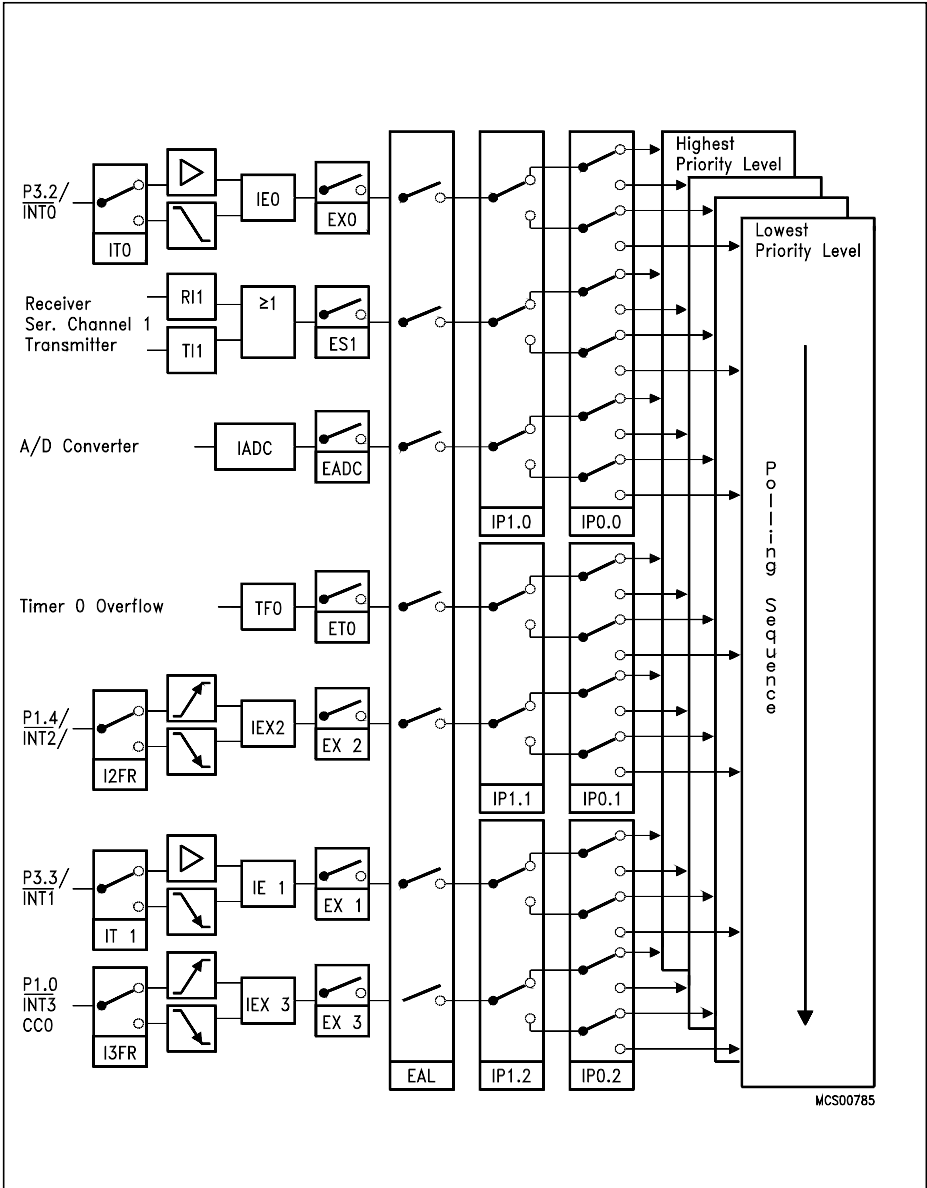 Highest
Priority Level
Lowest
Priority Level
P3.2/
INT0
IT0
IE0
EX0
Receiver
Ser. Channel 1
Transmitter
RI1
TI1
≥1
ES1
A/D Converter
IADC
EADC
IP1.0
IP0.0
Polling Sequence
Timer 0 Overflow
TF0
ET0
P1.4/
INT2/
I2FR
IEX2
EX 2
IP1.1
IP0.1
P3.3/
INT1
IT 1
IE 1
EX 1
P1.0
INT3
CC0
I3FR
IEX 3
EX 3
EAL
IP1.2
IP0.2
MCS00785